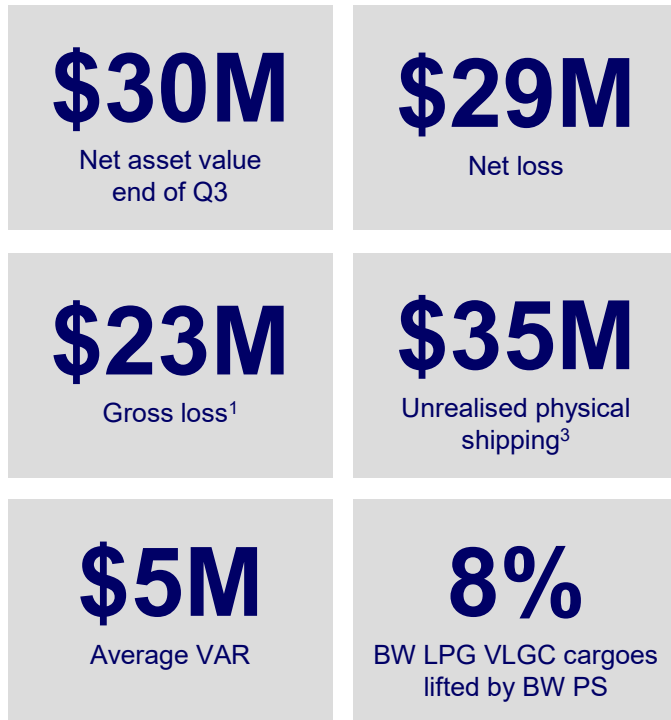 $30M
Net asset value
end of Q3
$29M
Net loss
$23M
Gross loss¹
$35M
Unrealised physical
shipping³
$5M
Average VAR
8%
BW LPG VLGC cargoes
lifted by BW PS